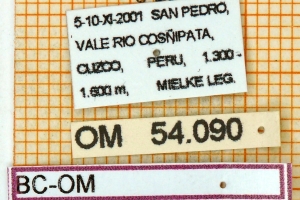 5-10-XI-2001 SAN PEDRO,
VALE RIO COSÑIPATA,
CUZCO, PERU, 1.300 -
1.600 m, MIELKE LEG.
OM 54.090
BC-OM